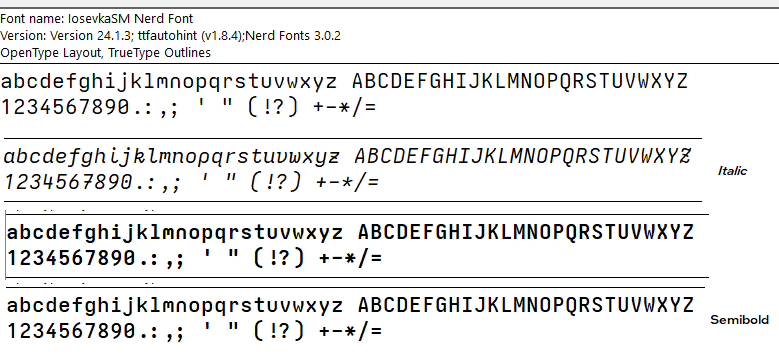 Font name: IosevkaSM Nerd Font
Version: Version 24.1.3; ttfautohint (v1.8.4);Nerd Fonts 3.0.2
OpenType Layout, TrueType Outlines
abcdefghijklmnopqrstuvwxyz ABCDEFGHIJKLMNOPQRSTUVWXYZ
1234567890.:,; ' " (!?) +-*/=
abcdefghijklmnopqrstuvwxyz ABCDEFGHIJKLMNOPQRSTUVWXYZ
Italic
1234567890.:,; ' " (!?) +-*/=
abcdefghijklmnopqrstuvwxyz ABCDEFGHIJKLMNOPQRSTUVWXYZ
1234567890.:,; ' " (!?) +-*/=
abcdefghijklmnopqrstuvwxyz ABCDEFGHIJKLMNOPQRSTUVWXYZ
Semibold
1234567890.:,; ' " (!?) +-*/=